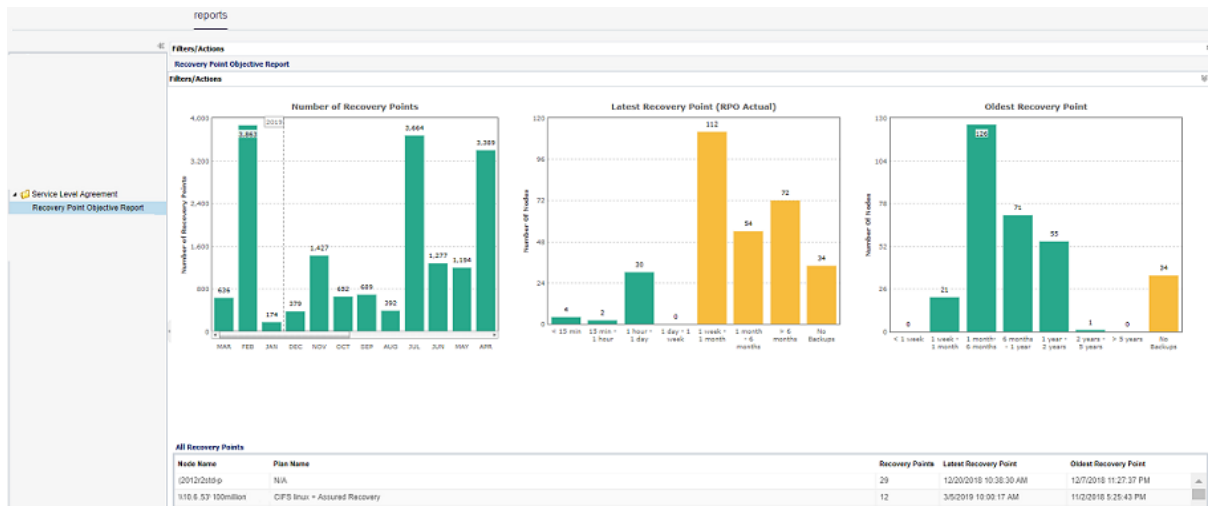 reports
Filters/Actions
Recovery Point Objective Report
Filters/Actions
Service Level Agreement
Recovery Point Objective Report
Number of Recovery Points
Number of Recovery Points
4,000
3,200
2,400
1,600
800
0
2019
636
3,863
174
379
1,427
652
689
392
3,664
1,277
1,194
3,389
MAR
FEB
JAN
DEC
NOV
OCT
SEP
AUG
JUL
JUN
MAY
APR
Latest Recovery Point (RPO Actual)
Number Of Nodes
120
96
72
48
24
0
4
2
30
0
112
54
72
34
< 15 min
15 min -
1 hour
1 hour -
1 day
1 day - 1
week
1 week -
1 month
1 month
- 6
months
> 6
months
No
Backups
Oldest Recovery Point
Number Of Nodes
130
104
78
52
26
0
0
21
126
71
55
1
0
34
< 1 week
1 week -
1 month
1 month-
6 months
6 months
- 1 year
1 year -
2 years
2 years -
5 years
> 5 years
No
Backups
All Recovery Points
Node Name Plan Name Recovery Points Latest Recovery Point Oldest Recovery Point
N/A 29 12/20/2018 10:38:30 AM 12/7/2018 11:27:37 PM
100million CIFS linux + Assured Recovery 12 3/5/2019 10:00:17 AM 11/2/2018 5:25:43 PM